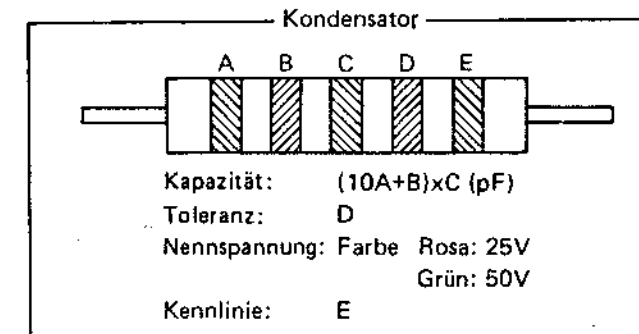 Kondensator
A B C D E
Kapazität: (10A+B)xC (pF)
Toleranz: D
Nennspannung: Farbe Rosa: 25V
Grün: 50V
Kennlinie: E